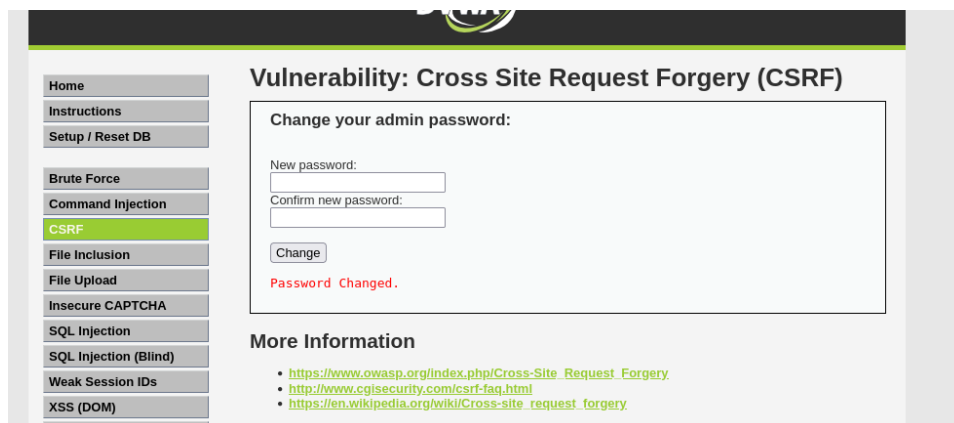 DVWA
Home
Instructions
Setup / Reset DB
Brute Force
Command Injection
CSRF
File Inclusion
File Upload
Insecure CAPTCHA
SQL Injection
SQL Injection (Blind)
Weak Session IDs
XSS (DOM)
Vulnerability: Cross Site Request Forgery (CSRF)
Change your admin password:
New password:
Confirm new password:
Change
Password Changed.
More Information
https://www.owasp.org/index.php/Cross-Site_Request_Forgery
http://www.cgisecurity.com/csrf-faq.html
https://en.wikipedia.org/wiki/Cross-site_request_forgery